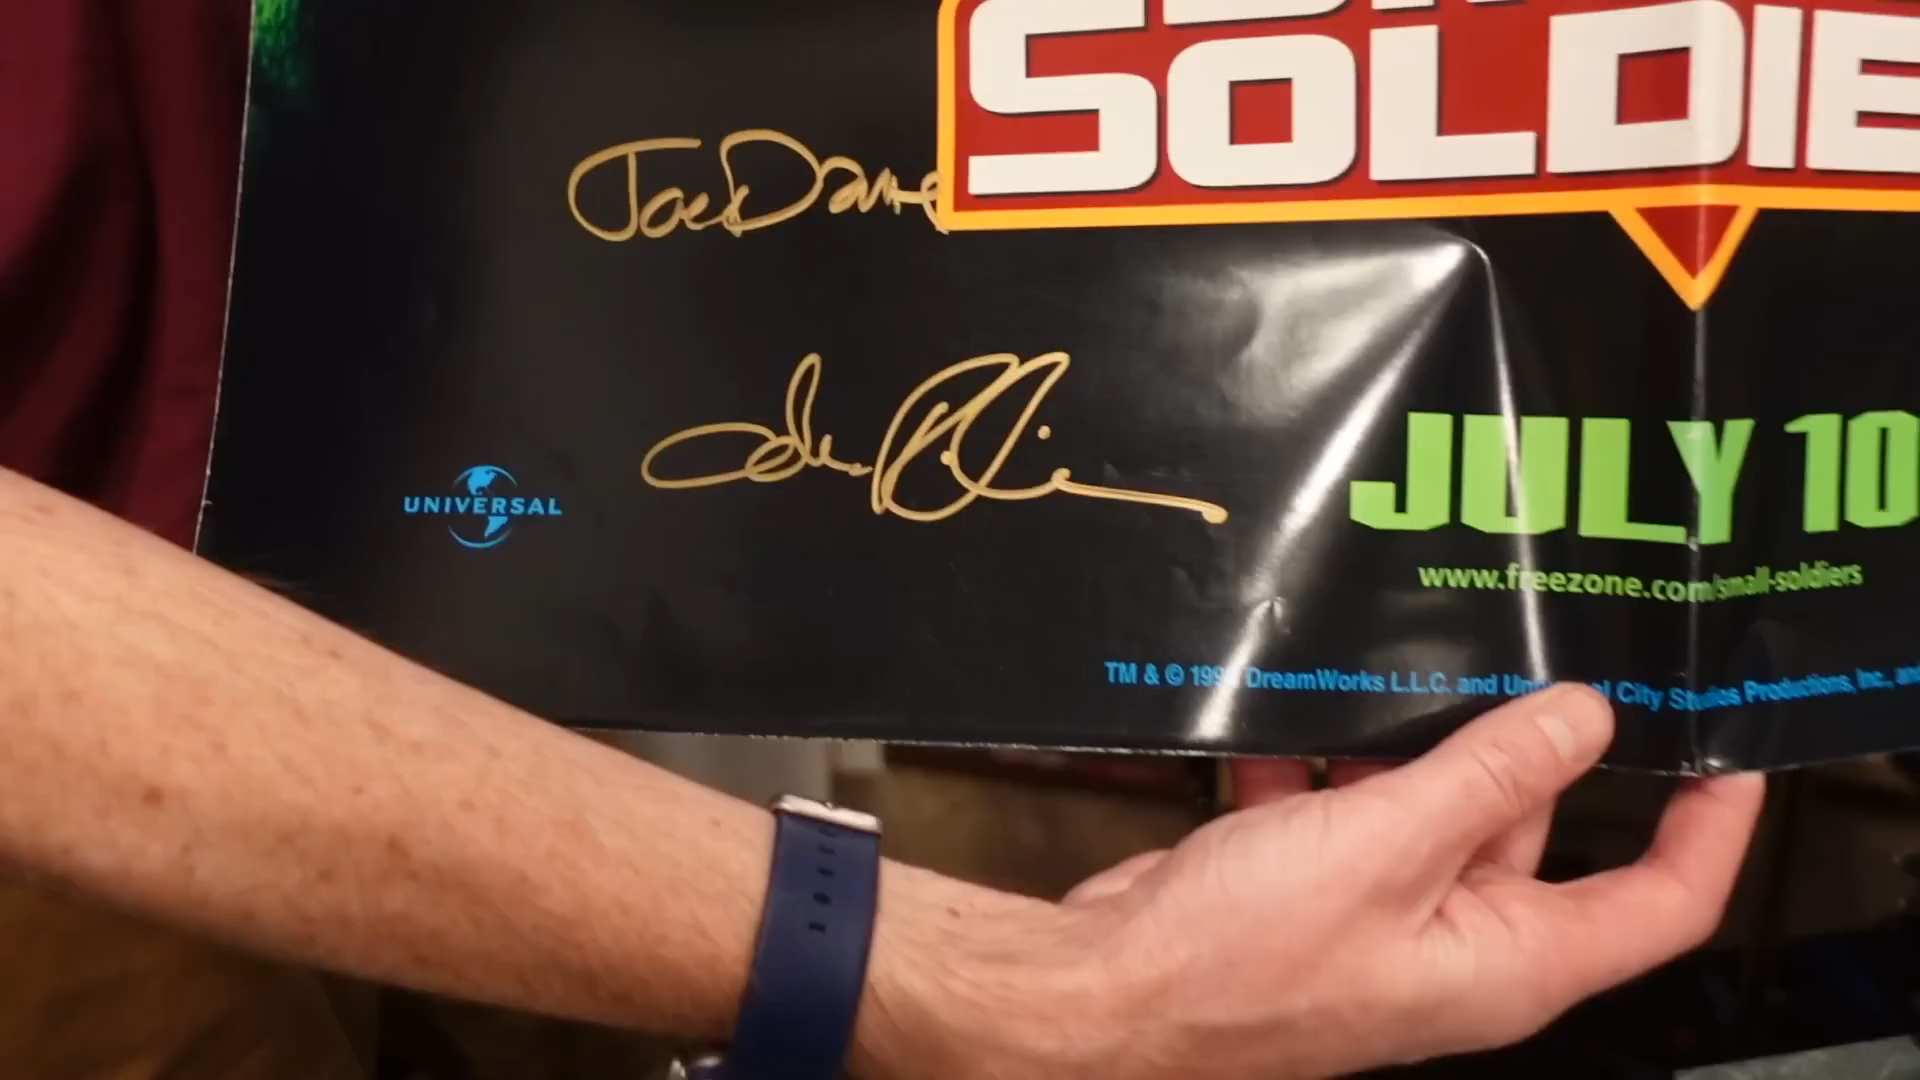 SOLDIE
Joe Dante
UNIVERSAL
JULY 10
www.freezone.com/small-soldiers
TM & © 199 DreamWorks L.L.C. and Un l City Studios Productions, Inc., and